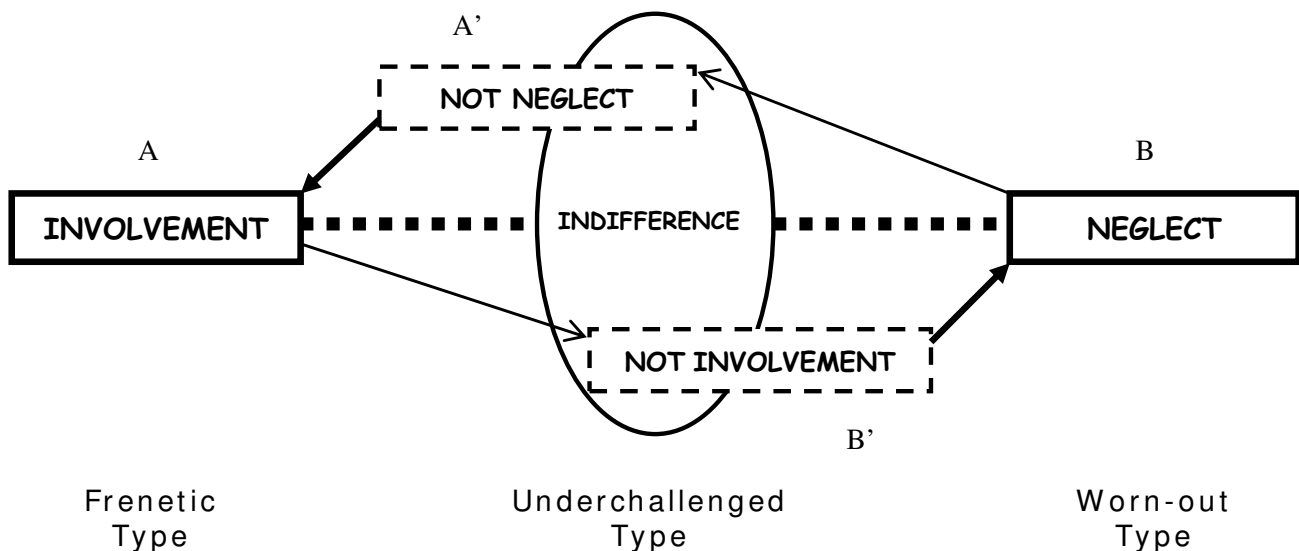 A’
NOT NEGLECT
A
B
INVOLVEMENT
INDIFFERENCE
NEGLECT
NOT INVOLVEMENT
B’
Frenetic
Type
Underchallenged
Type
Worn-out
Type